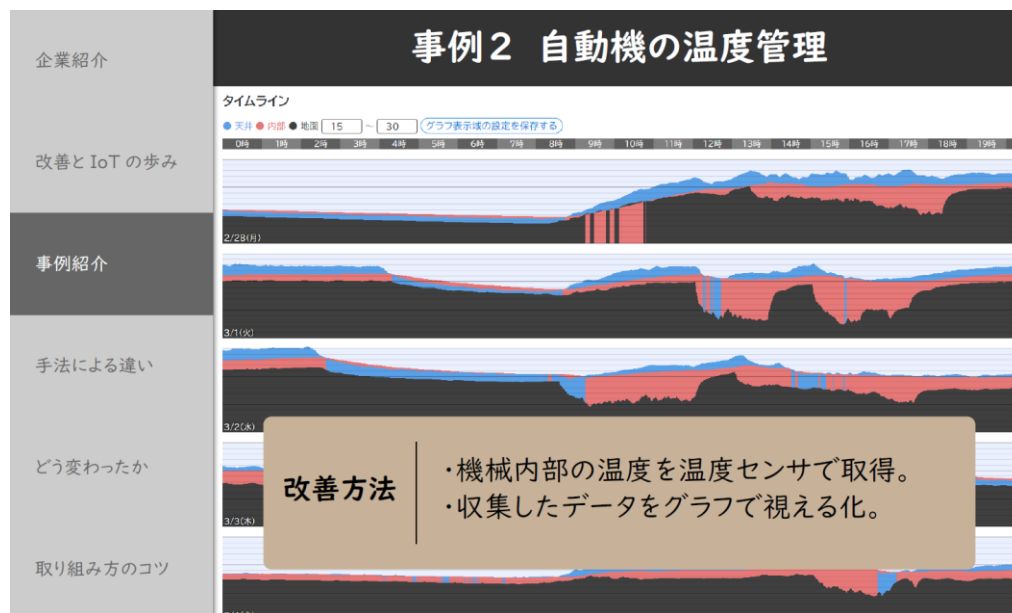 企業紹介
改善とIoTの歩み
事例紹介
手法による違い
どう変わったか
取り組み方のコツ
事例２ 自動機の温度管理
タイムライン
天井 内部 地面 15 ～ 30 グラフ表示域の設定を保存する
0時 1時 2時 3時 4時 5時 6時 7時 8時 9時 10時 11時 12時 13時 14時 15時 16時 17時 18時 19時
2/28(月)
3/1(火)
3/2(水)
3/3(木)
改善方法
・機械内部の温度を温度センサで取得。
・収集したデータをグラフで視える化。